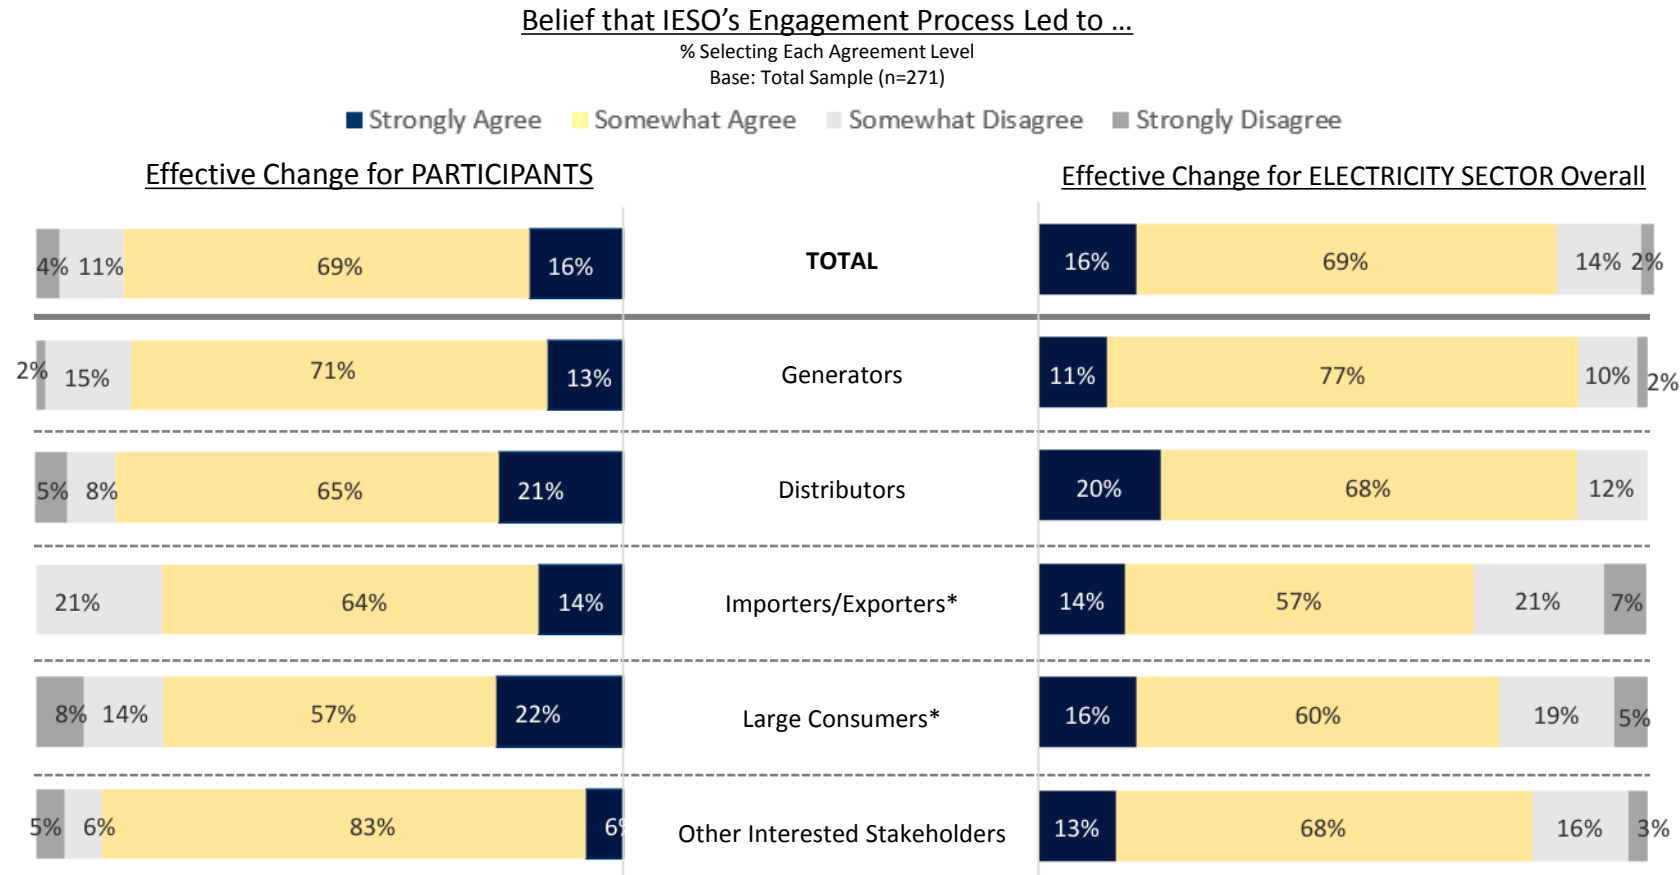 Belief that IESO’s Engagement Process Led to …
% Selecting Each Agreement Level
Base: Total Sample (n=271)
Strongly Agree Somewhat Agree Somewhat Disagree Strongly Disagree
Effective Change for PARTICIPANTS Effective Change for ELECTRICITY SECTOR Overall
4% 11% 69% 16% TOTAL 16% 69% 14% 2%
2% 15% 71% 13% Generators 11% 77% 10% 2%
5% 8% 65% 21% Distributors 20% 68% 12%
21% 64% 14% Importers/Exporters* 14% 57% 21% 7%
8% 14% 57% 22% Large Consumers* 16% 60% 19% 5%
5% 6% 83% 6% Other Interested Stakeholders 13% 68% 16% 3%